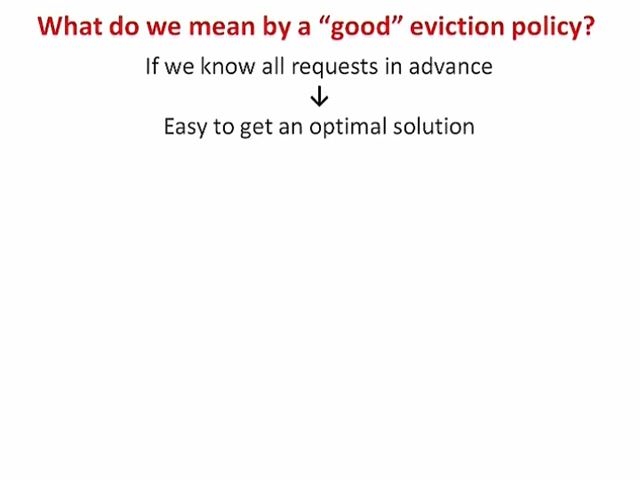 What do we mean by a “good” eviction policy?
If we know all requests in advance
↓
Easy to get an optimal solution